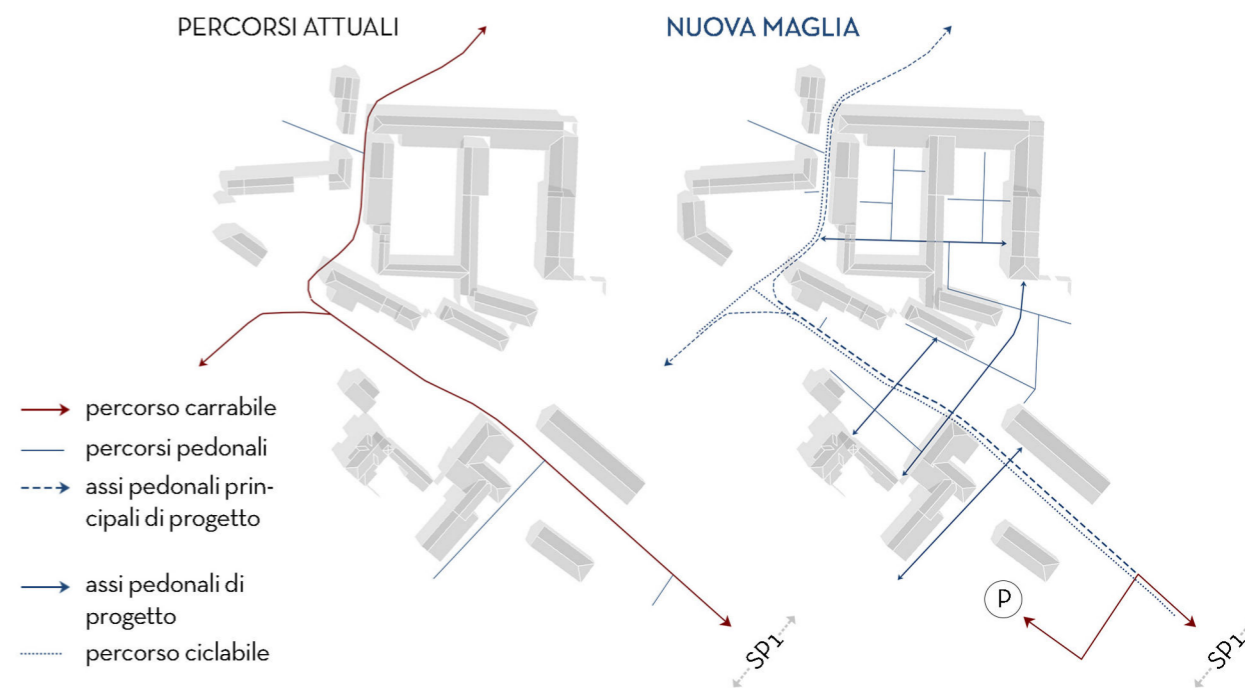 PERCORSI ATTUALI
NUOVA MAGLIA
percorso carrabile
percorsi pedonali
assi pedonali prin-
cipali di progetto
assi pedonali di
progetto
percorso ciclabile
P
SP1
SP1